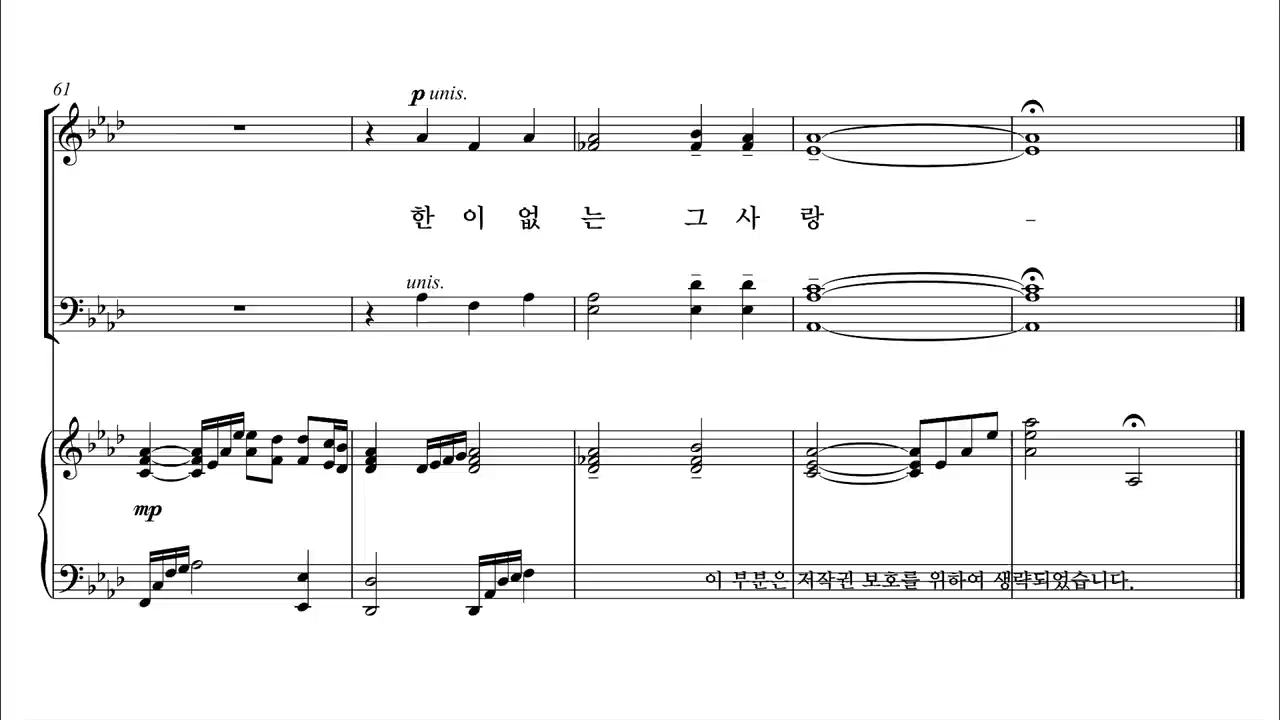 61
p unis.
한 이 없 는 그 사 랑 –
unis.
mp
이 부분은 저작권 보호를 위하여 생략되었습니다.